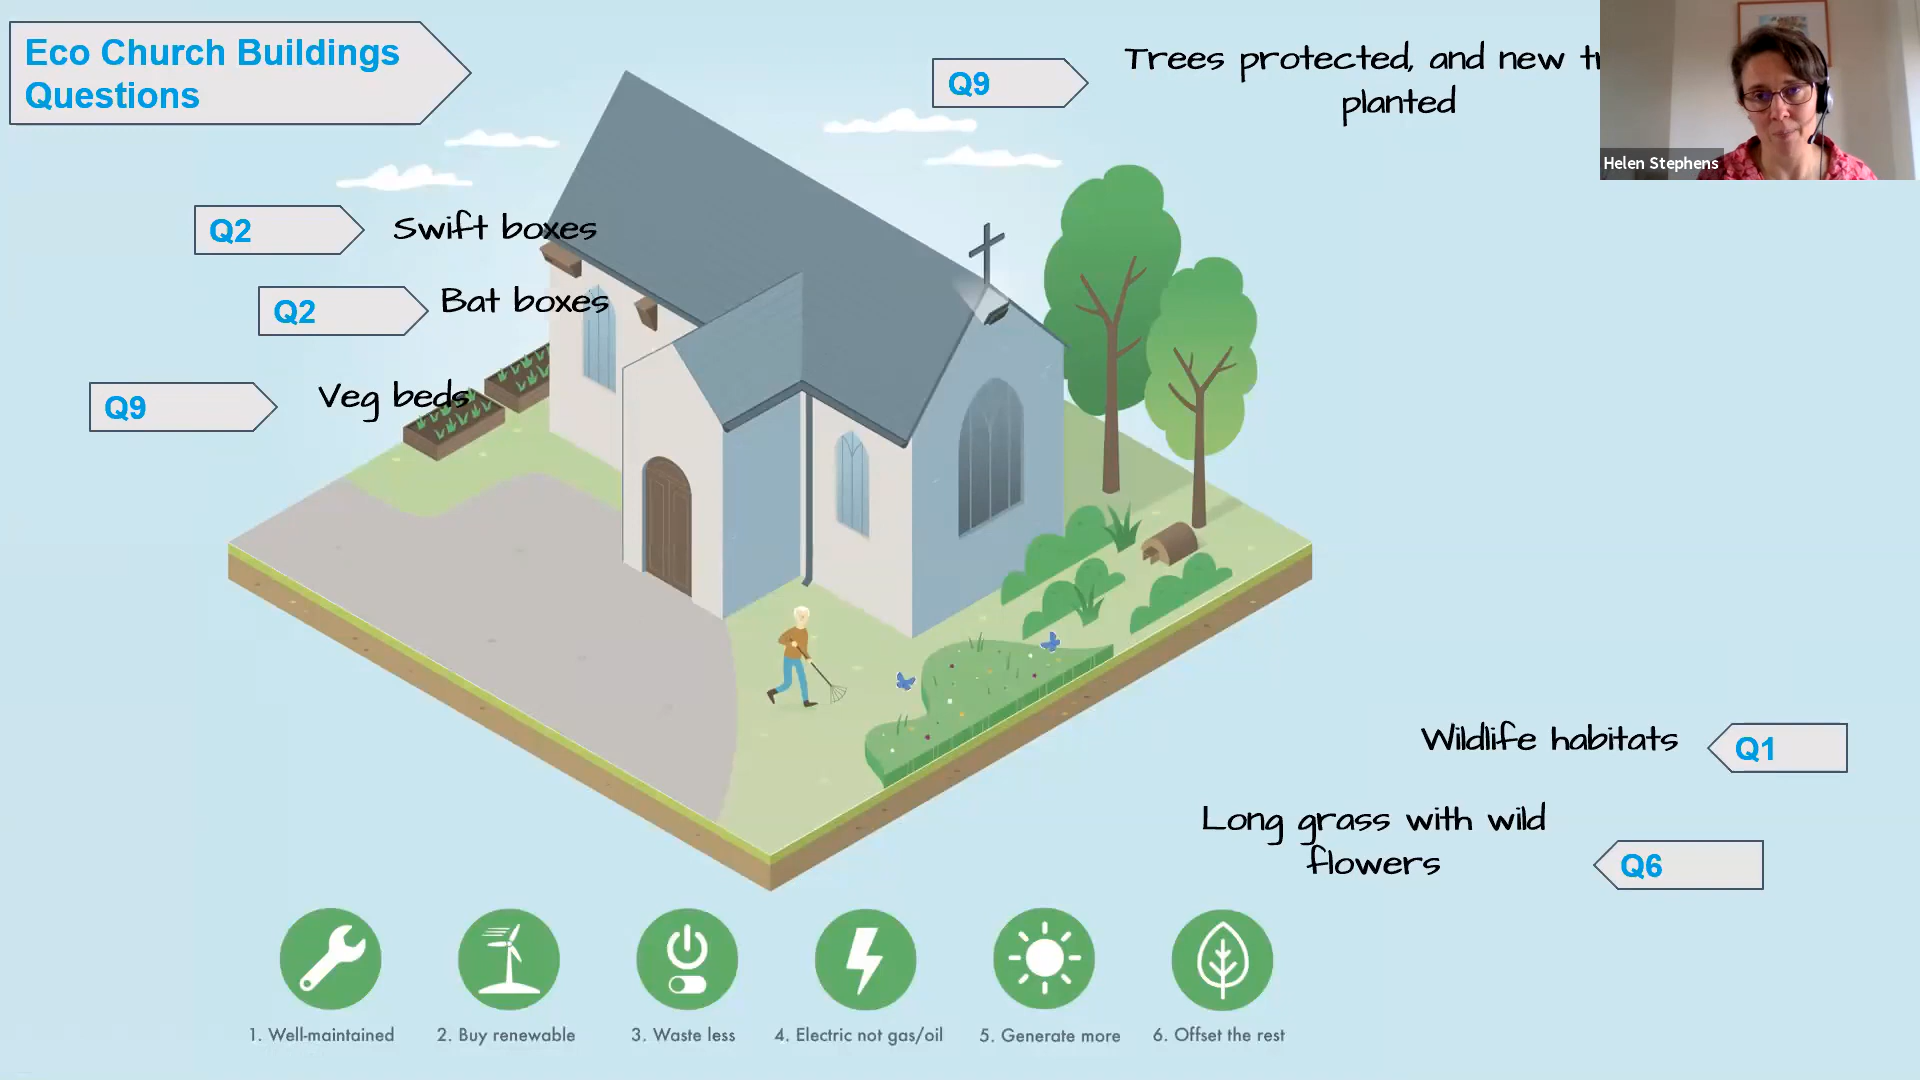 Eco Church Buildings
Questions
Q9
Trees protected, and new
planted
Helen Stephens
Q2
Swift boxes
Q2
Bat boxes
Q9
Veg beds
Wildlife habitats
Q1
Long grass with wild
flowers
Q6
1. Well-maintained
2. Buy renewable
3. Waste less
4. Electric not gas/oil
5. Generate more
6. Offset the rest